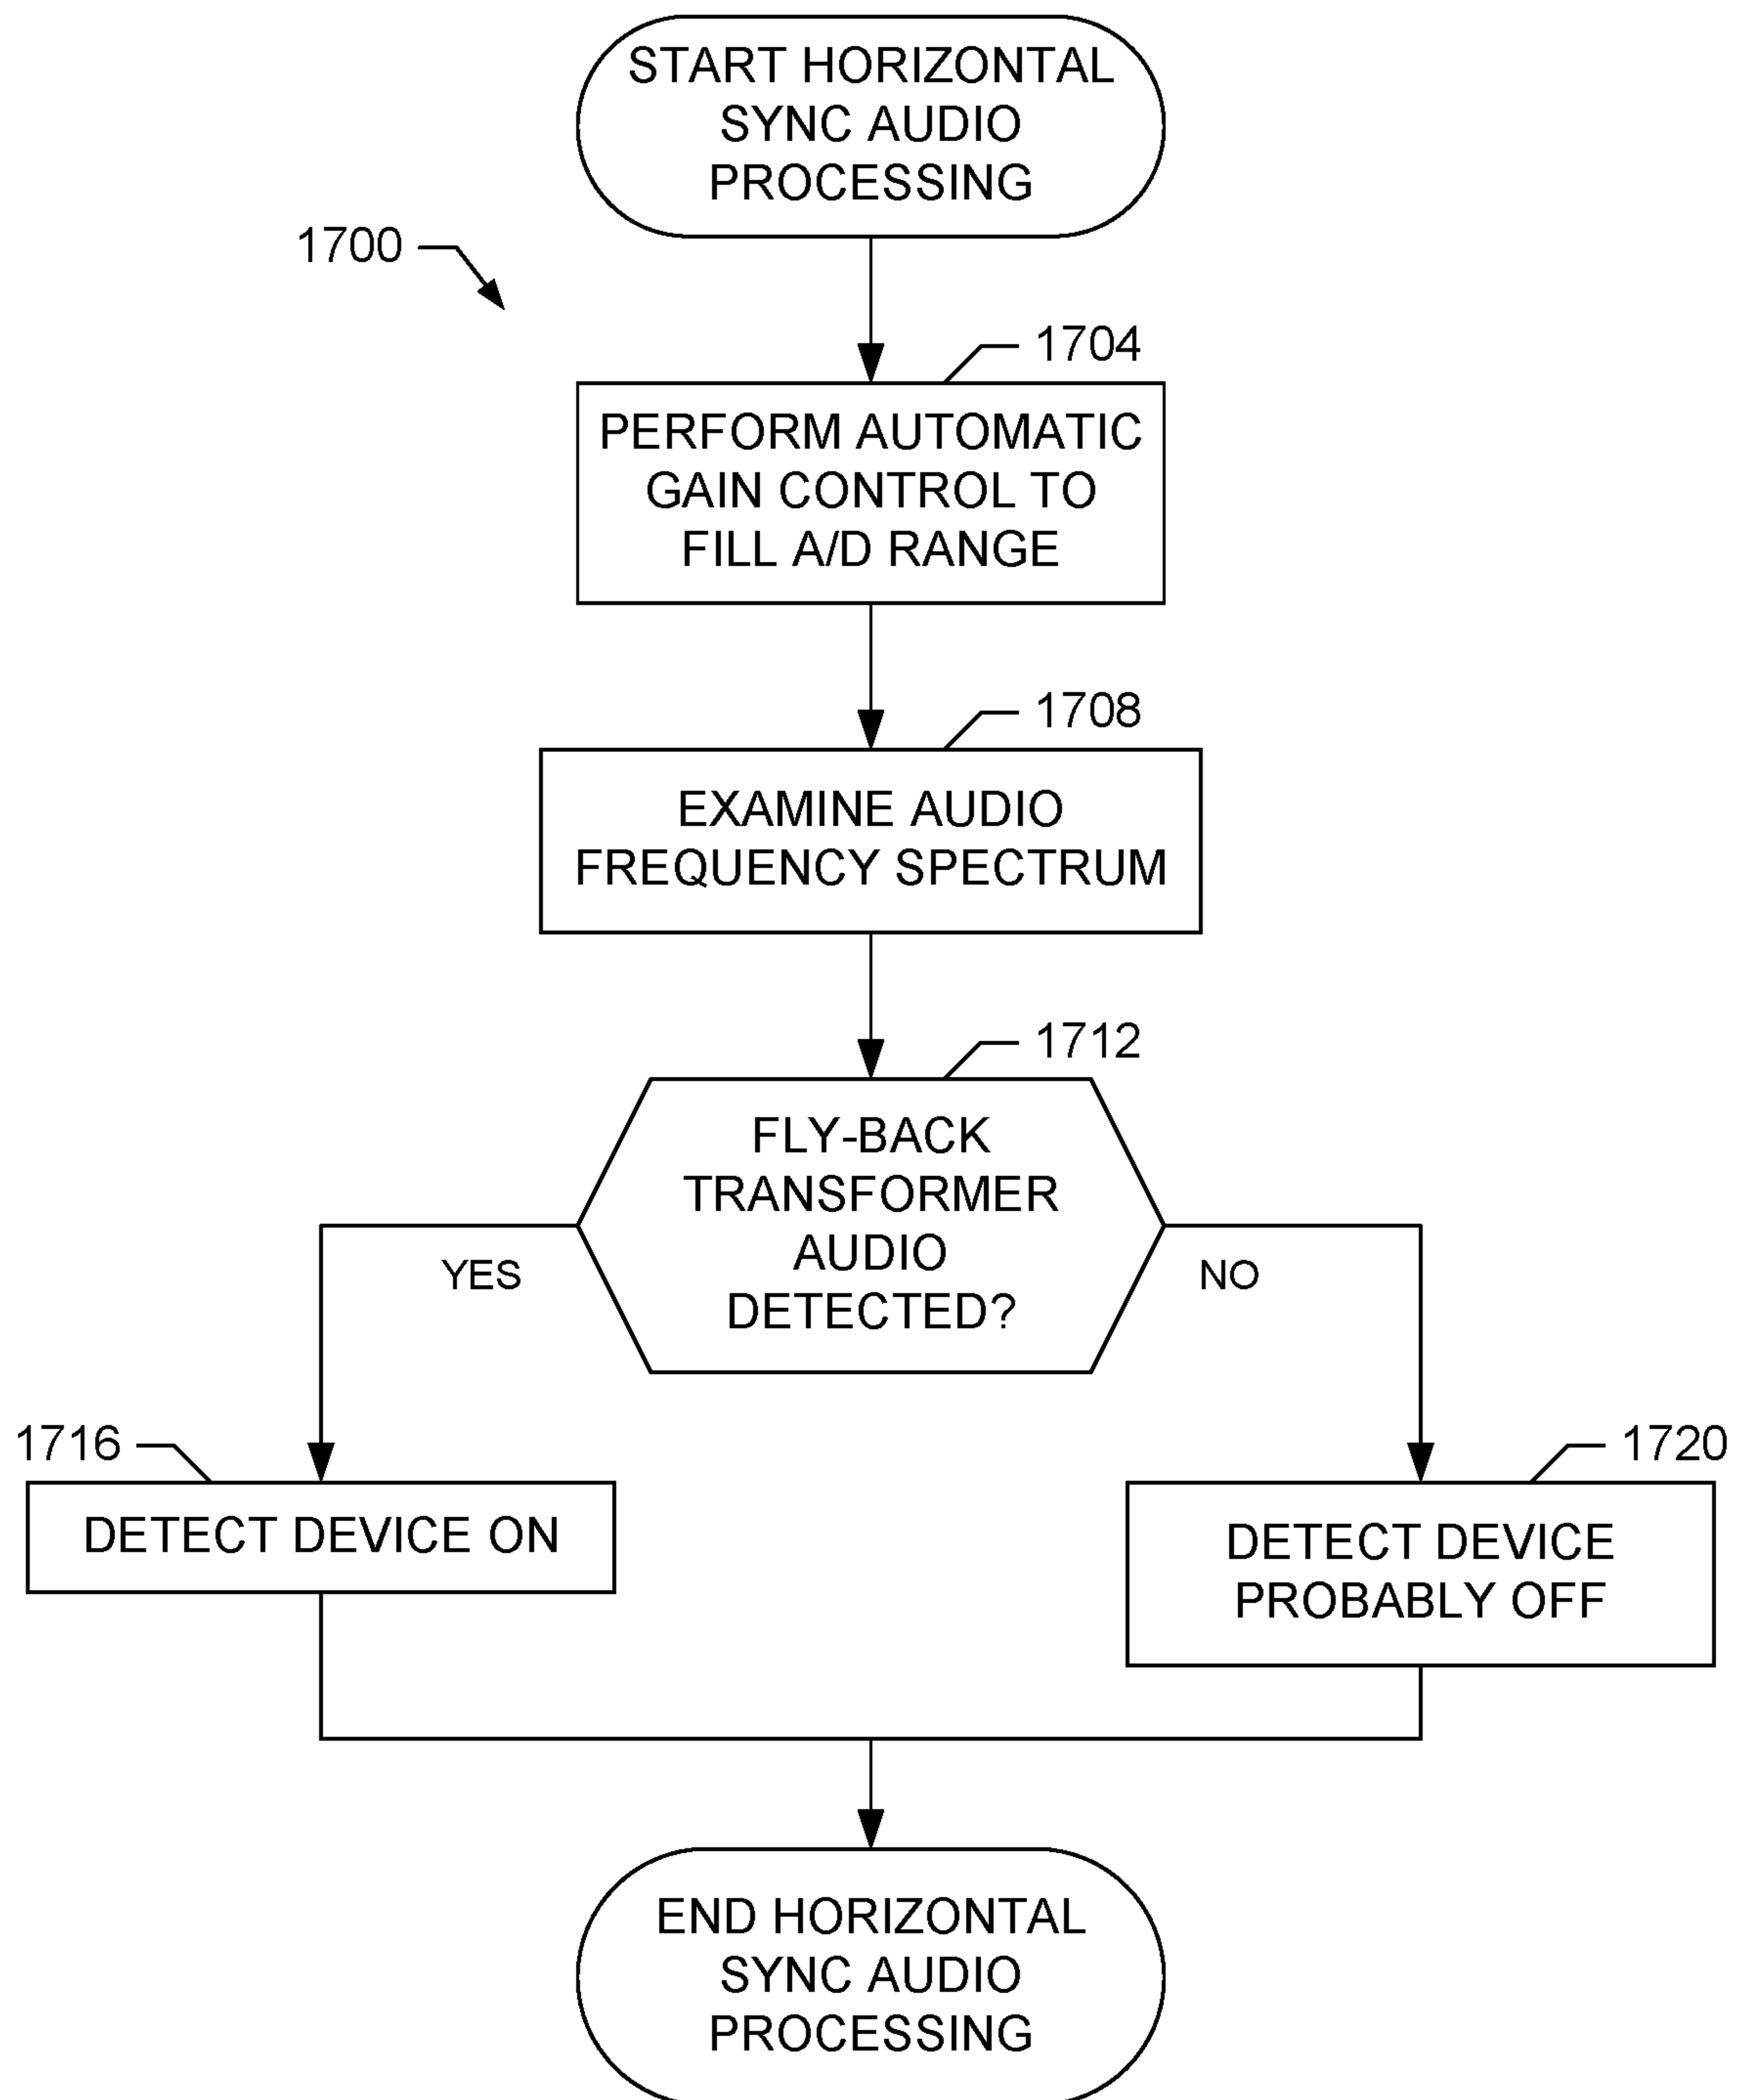 START HORIZONTAL
SYNC AUDIO
PROCESSING
1700
1704
PERFORM AUTOMATIC
GAIN CONTROL TO
FILL A/D RANGE
1708
EXAMINE AUDIO
FREQUENCY SPECTRUM
1712
FLY-BACK
TRANSFORMER
AUDIO
DETECTED?
YES
NO
1716
DETECT DEVICE ON
1720
DETECT DEVICE
PROBABLY OFF
END HORIZONTAL
SYNC AUDIO
PROCESSING